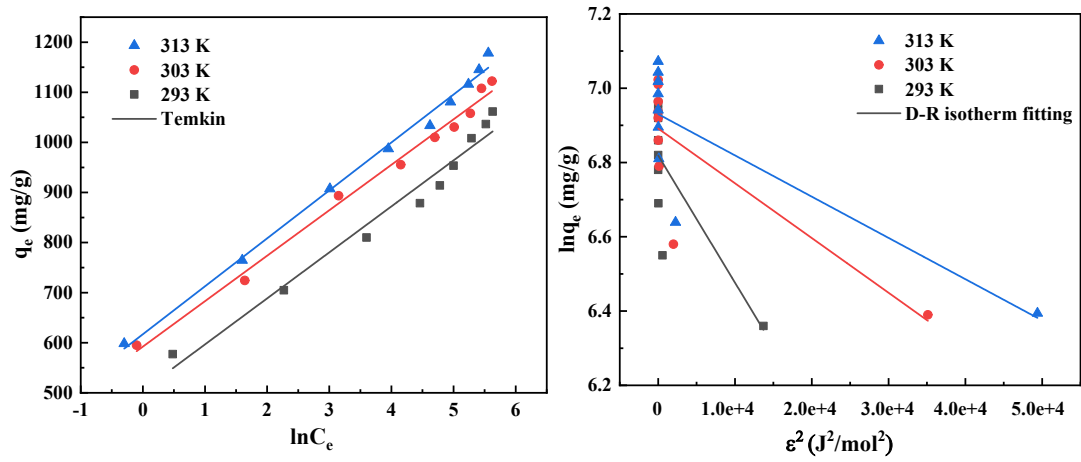 1200
1100
1000
900
800
700
600
500
-1
0
1
2
3
4
5
6
q_e (mg/g)
lnC_e
313 K
303 K
293 K
Temkin
7.2
7.0
6.8
6.6
6.4
6.2
0
1.0e+4
2.0e+4
3.0e+4
4.0e+4
5.0e+4
lnq_e (mg/g)
ε² (J²/mol²)
313 K
303 K
293 K
D-R isotherm fitting